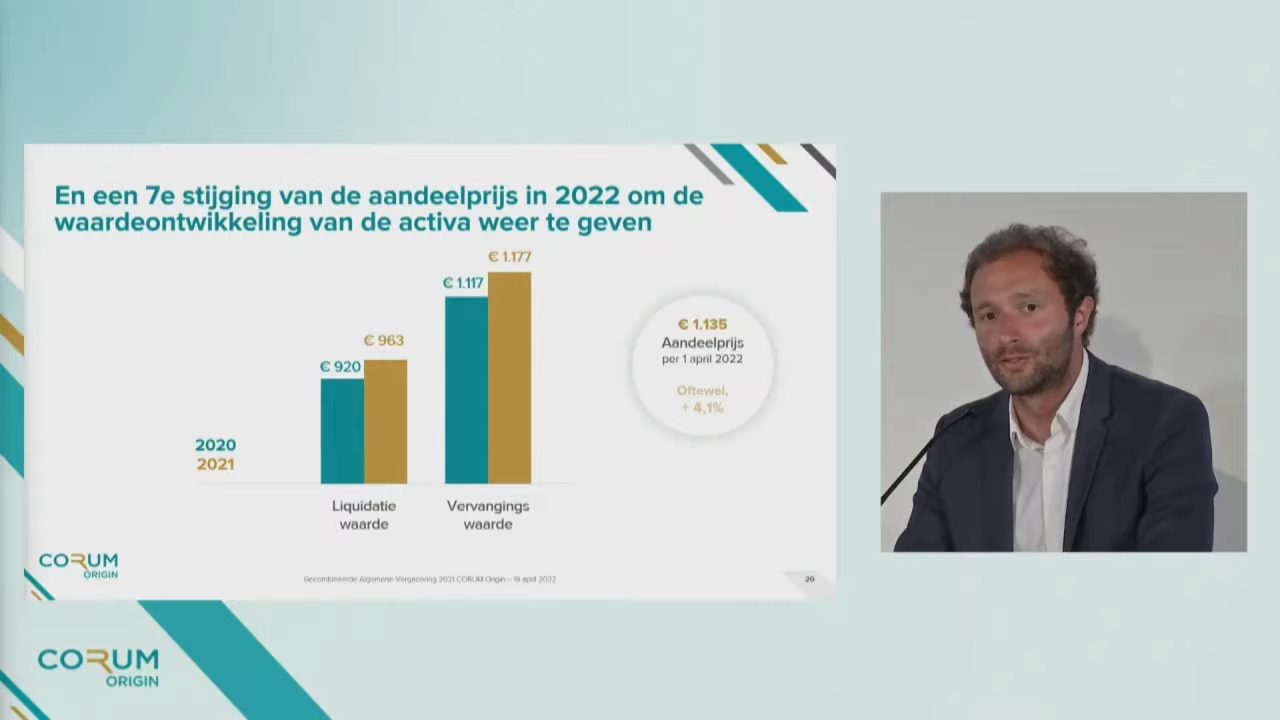 En een 7e stijging van de aandeelprijs in 2022 om de
waardeontwikkeling van de activa weer te geven
€ 1.177
€ 1.117
€ 963
€ 920
2020
2021
Liquidatie
waarde
Vervangings
waarde
€ 1.135
Aandeelprijs
per 1 april 2022
Oftewel,
+ 4,1%
CORUM
ORIGIN
Gecombineerde Algemene Vergadering 2021 CORUM Origin – 19 april 2022
20
CORUM
ORIGIN